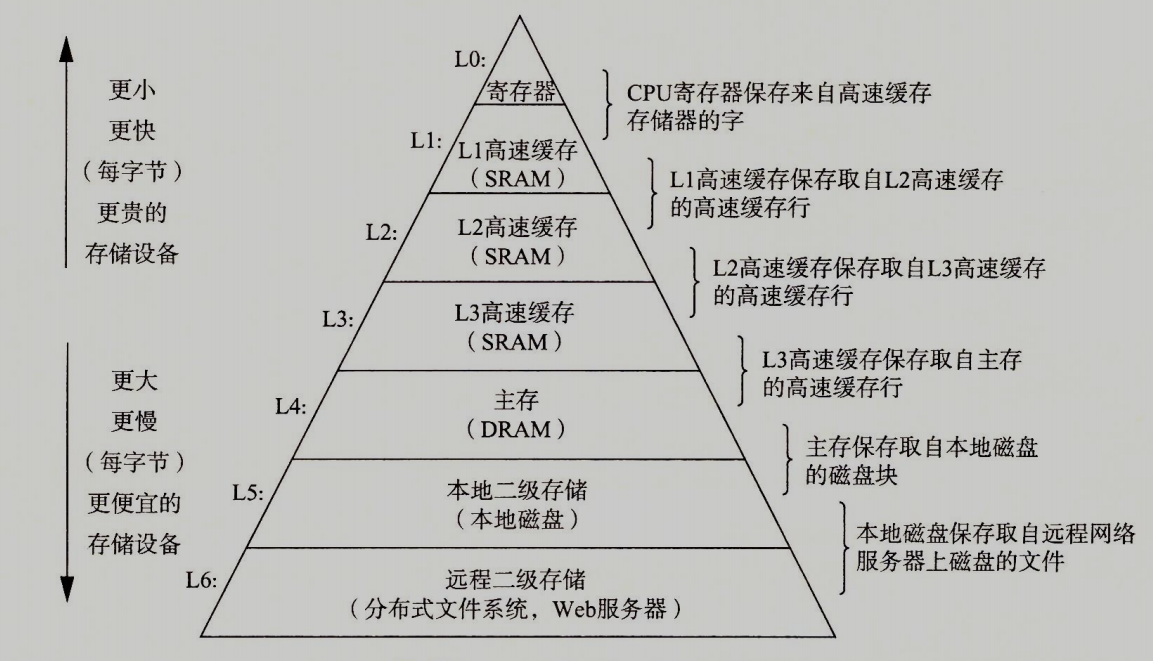 更小
更快
（每字节）
更贵的
存储设备
更大
更慢
（每字节）
更便宜的
存储设备
L0:
寄存器
L1:
L1高速缓存
（SRAM）
L2:
L2高速缓存
（SRAM）
L3:
L3高速缓存
（SRAM）
L4:
主存
（DRAM）
L5:
本地二级存储
（本地磁盘）
L6:
远程二级存储
（分布式文件系统，Web服务器）
CPU寄存器保存来自高速缓存
存储器的字
L1高速缓存保存取自L2高速缓存
的高速缓存行
L2高速缓存保存取自L3高速缓存
的高速缓存行
L3高速缓存保存取自主存
的高速缓存行
主存保存取自本地磁盘
的磁盘块
本地磁盘保存取自远程网络
服务器上磁盘的文件